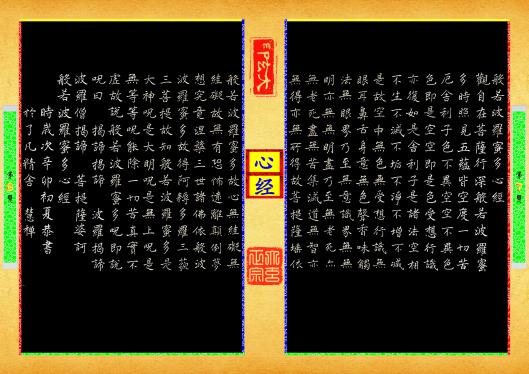 般若波羅蜜多心經
觀自在菩薩行深般若波羅蜜
多時照見五蘊皆空度一切苦
厄舍利子色不異空空不異色
色即是空空即是色受想行識
亦復如是舍利子是諸法空相
不生不滅不垢不淨不增不減
是故空中無色無受想行識無
眼耳鼻舌身意無色聲香味觸
法無眼界乃至無意識界無無
明亦無無明盡乃至無老死亦
無老死盡無苦集滅道無智亦
無得以無所得故菩提薩埵依
心
经
般若波羅蜜多故心無罣礙無
罣礙故無有恐怖遠離顛倒夢
想究竟涅槃三世諸佛依般若
波羅蜜多故得阿耨多羅三藐
三菩提故知般若波羅蜜多是
大神呪是大明呪是無上呪是
無等等呪能除一切苦真實不
虛故說般若波羅蜜多呪即說
呪曰 揭諦揭諦 波羅揭諦
波羅僧揭諦 菩提薩婆訶
般若波羅蜜多心經
時歲次辛卯初夏恭書
於了凡精舍 慧禪